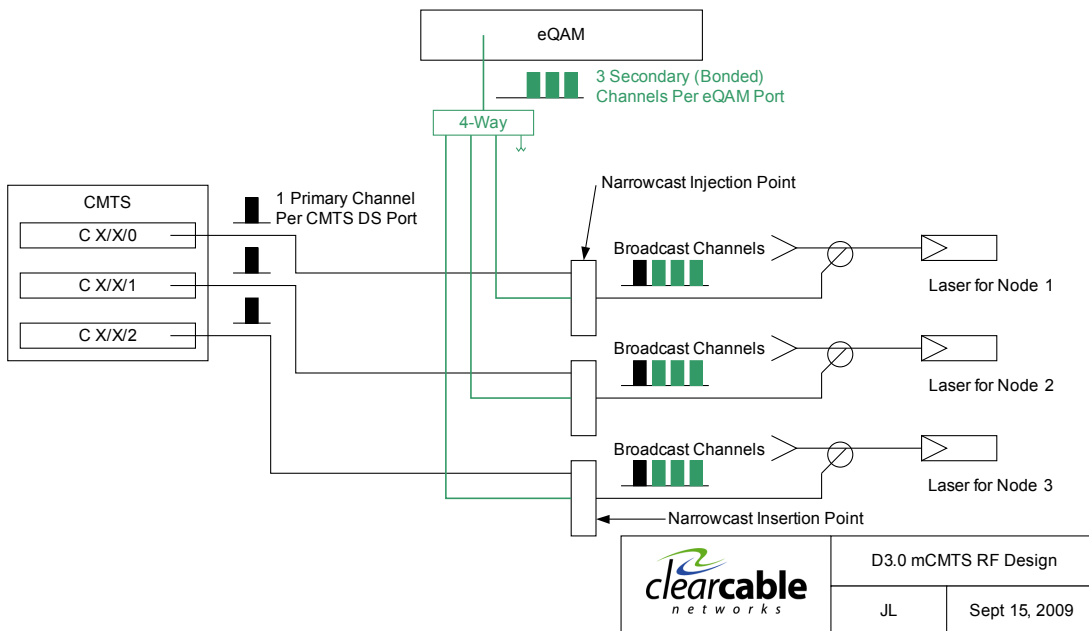 eQAM
3 Secondary (Bonded)
Channels Per eQAM Port
4-Way
Narrowcast Injection Point
CMTS
1 Primary Channel
Per CMTS DS Port
C X/X/0
C X/X/1
C X/X/2
Broadcast Channels
Laser for Node 1
Broadcast Channels
Laser for Node 2
Broadcast Channels
Laser for Node 3
Narrowcast Insertion Point
clearcable
networks
D3.0 mCMTS RF Design
JL
Sept 15, 2009